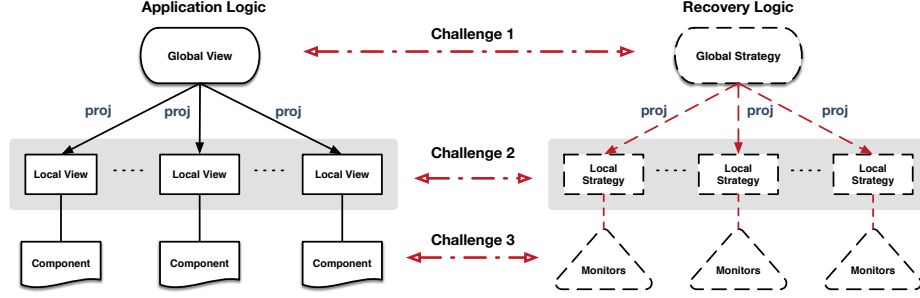 Application Logic
Recovery Logic
Challenge 1
Global View
Global Strategy
proj
proj
proj
proj
proj
proj
Challenge 2
Local View
Local View
Local View
Local
Strategy
Local
Strategy
Local
Strategy
Challenge 3
Component
Component
Component
Monitors
Monitors
Monitors